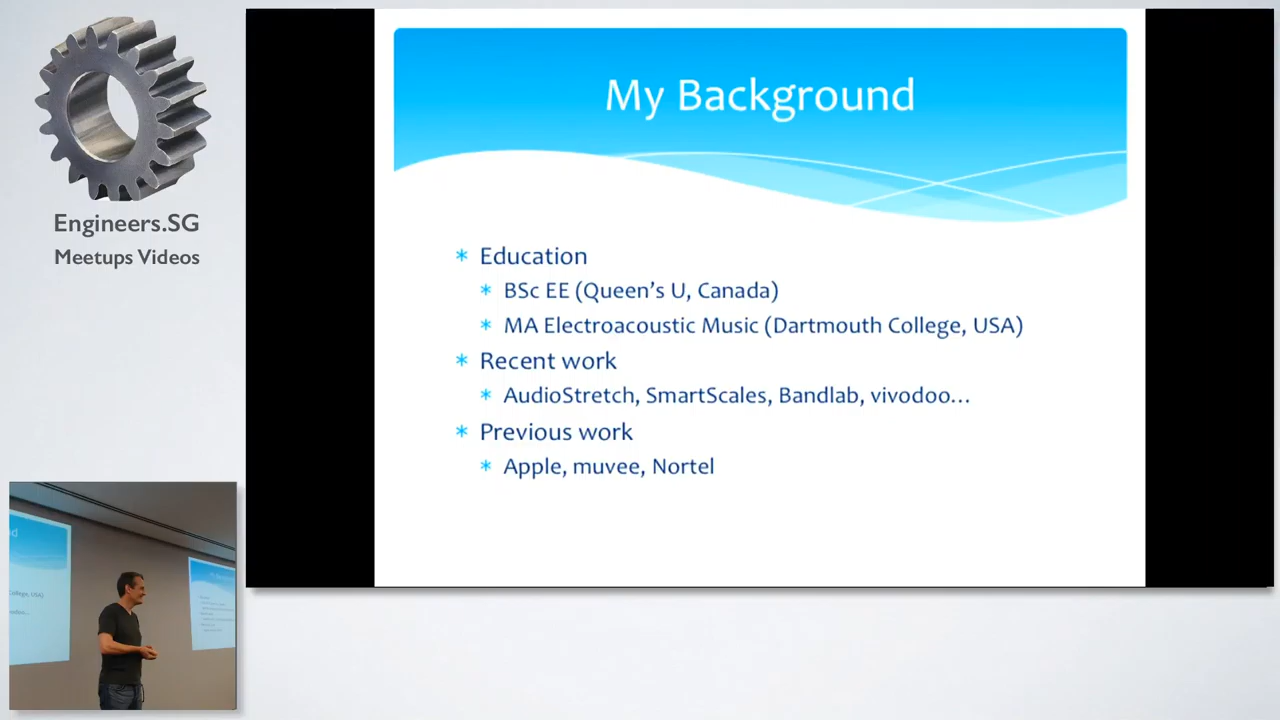 Engineers.SG
Meetups Videos
My Background
* Education
* BSc EE (Queen's U, Canada)
* MA Electroacoustic Music (Dartmouth College, USA)
* Recent work
* AudioStretch, SmartScales, Bandlab, vivodoo...
* Previous work
* Apple, muvee, Nortel